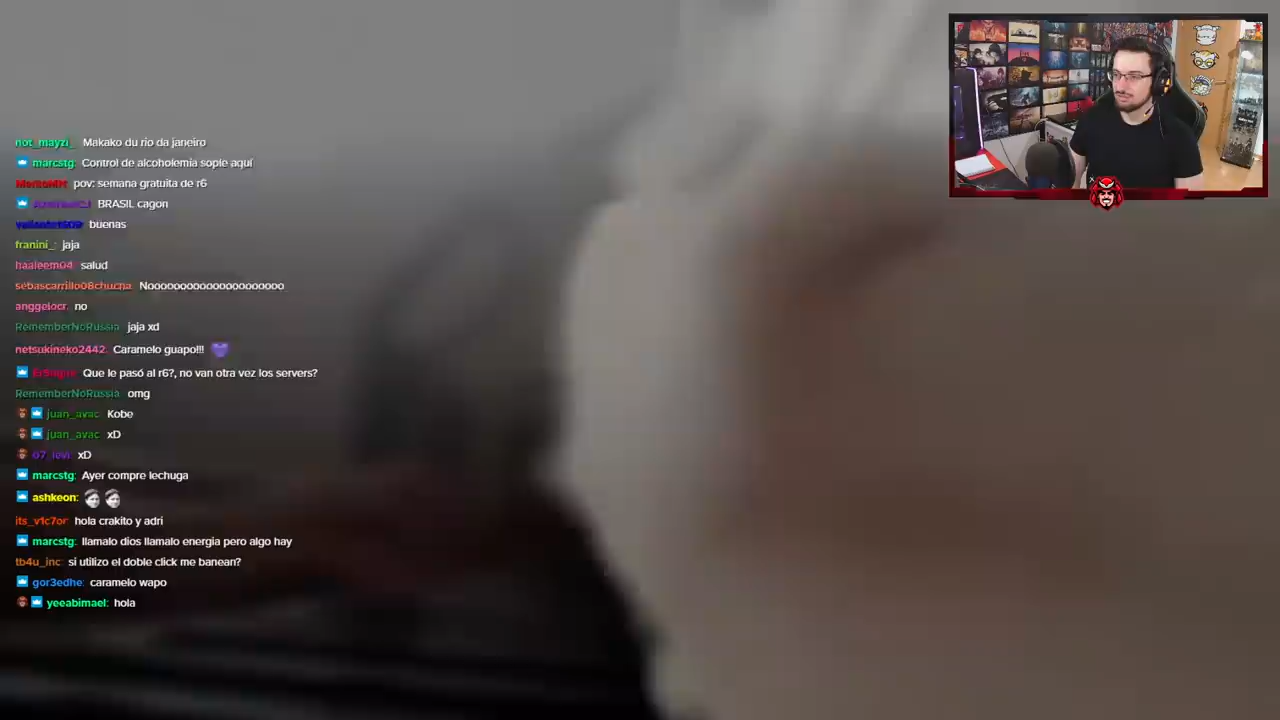 not_mayzi_ Makako du rio da janeiro
marcstg: Control de alcoholemia sople aquí
pov: semana gratuita de r6
BRASIL cagon
buenas
franini_: jaja
haaleem04 salud
sebascarrillo08chucna Nooooooooooooooooooooo
anggelocr no
RememberNoRussia jaja xd
netsukineko2442 Caramelo guapo!!!
Que le pasó al r6?, no van otra vez los servers?
RememberNoRussia omg
juan_avac Kobe
juan_avac xD
07_levi xD
marcstg: Ayer compre lechuga
ashkeon:
its_v1c7or hola crakito y adri
marcstg: llamalo dios llamalo energia pero algo hay
tb4u_inc: si utilizo el doble click me banean?
gor3edhe: caramelo wapo
yeeabimael: hola